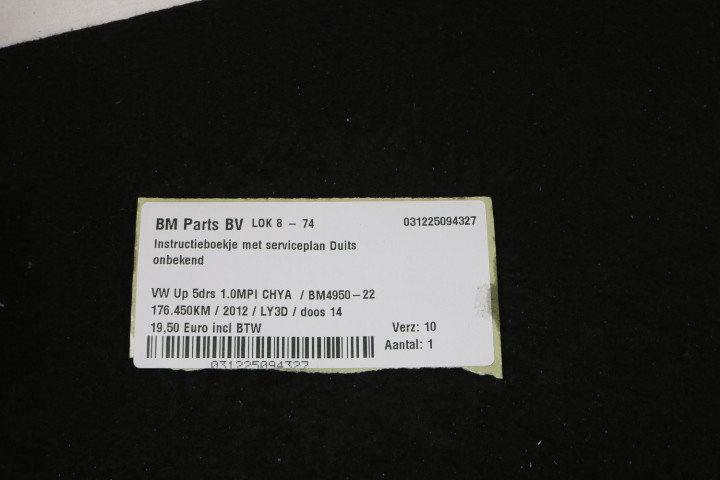 BM Parts BV LOK 8 - 74 031225094327
Instructieboekje met serviceplan Duits
onbekend
VW Up 5drs 1.0MPI CHYA / BM4950-22
176.450KM / 2012 / LY3D / doos 14
19,50 Euro incl BTW Verz: 10
Aantal: 1
031225094327